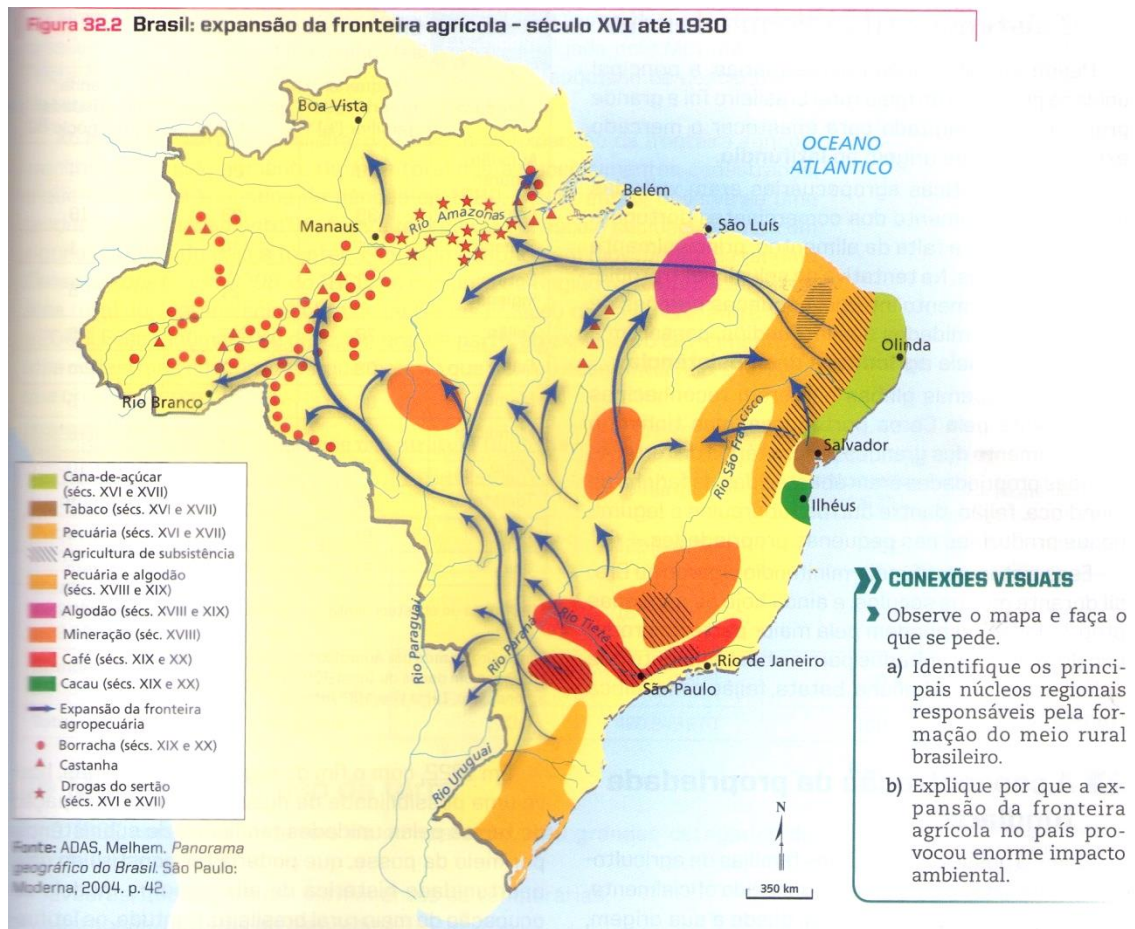 Figura 32.2 Brasil: expansão da fronteira agrícola – século XVI até 1930
Boa Vista
OCEANO
ATLÂNTICO
Belém
Rio Amazonas
São Luís
Manaus
Olinda
Rio Branco
Rio São Francisco
Salvador
Ilhéus
Cana-de-açúcar
(sécs. XVI e XVII)
Tabaco (sécs. XVI e XVII)
Pecuária (sécs. XVI e XVII)
Agricultura de subsistência
Pecuária e algodão
(sécs. XVIII e XIX)
Algodão (sécs. XVIII e XIX)
Mineração (séc. XVIII)
Café (sécs. XIX e XX)
Cacau (sécs. XIX e XX)
Expansão da fronteira
agropecuária
Borracha (sécs. XIX e XX)
Castanha
Drogas do sertão
(sécs. XVI e XVII)
Rio Paraguai
Rio Paraná
Rio Tietê
Rio de Janeiro
São Paulo
Rio Uruguai
N
350 km
Fonte: ADAS, Melhem. Panorama
geográfico do Brasil. São Paulo:
Moderna, 2004. p. 42.
CONEXÕES VISUAIS
Observe o mapa e faça o
que se pede.
a) Identifique os princi-
pais núcleos regionais
responsáveis pela for-
mação do meio rural
brasileiro.
b) Explique por que a ex-
pansão da fronteira
agrícola no país pro-
vocou enorme impacto
ambiental.